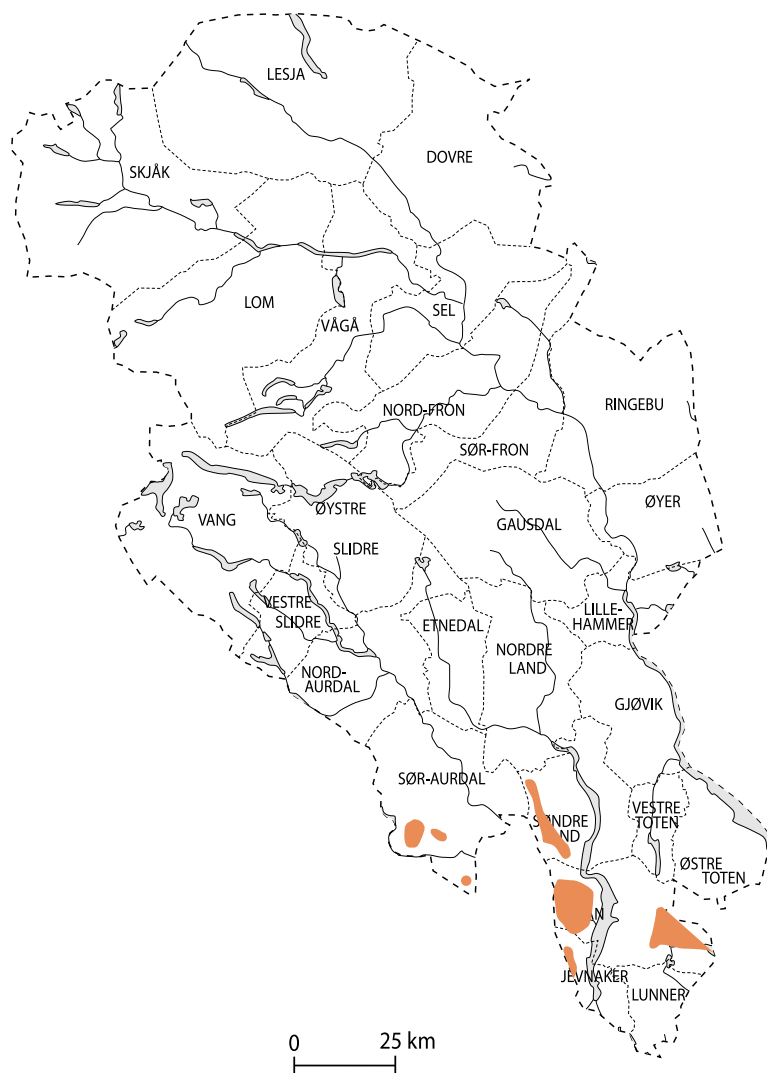 LESJA
DOVRE
SKJÅK
LOM
SEL
VÅGÅ
RINGEBU
NORD-FRON
SØR-FRON
ØYER
ØYSTRE
SLIDRE
VANG
GAUSDAL
VESTRE
SLIDRE
ETNEDAL
LILLE-
HAMMER
NORDRE
LAND
NORD-
AURDAL
GJØVIK
SØR-AURDAL
SØNDRE
VESTRE
TOTEN
ØSTRE
TOTEN
JEVNAKER
LUNNER
0 25 km